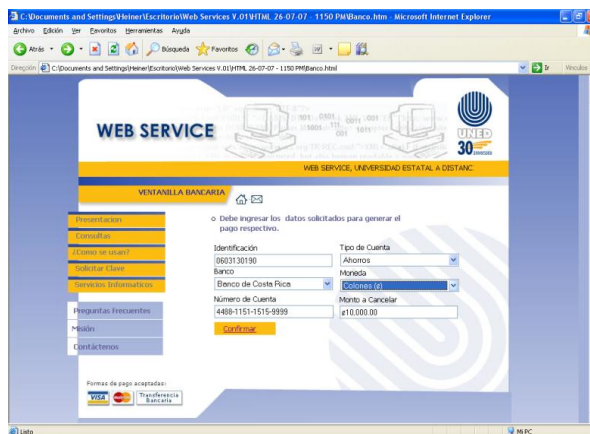 C:\Documents and Settings\Heiner\Escritorio\Web Services V.01\HTML 26-07-07 - 1150 PM\Banco.htm - Microsoft Internet Explorer
Archivo Edición Ver Favoritos Herramientas Ayuda
Atrás Búsqueda Favoritos
Dirección C:\Documents and Settings\Heiner\Escritorio\Web Services V.01\HTML 26-07-07 - 1150 PM\Banco.html Ir Vínculos
WEB SERVICE
UNED
30
WEB SERVICE, UNIVERSIDAD ESTATAL A DISTANC
VENTANILLA BANCARIA
Presentacion
Consultas
¿Como se usan?
Solicitar Clave
Servicios Informaticos
Preguntas Frecuentes
Misión
Contáctenos
Formas de pago aceptadas:
VISA Transferencia Bancaria
Debe ingresar los datos solicitados para generar el
pago respectivo.
Identificación Tipo de Cuenta
0603130190 Ahorros
Banco Moneda
Banco de Costa Rica Colones (¢)
Número de Cuenta Monto a Cancelar
4488-1151-1515-9999 ¢10,000.00
Confirmar
Listo Mi PC